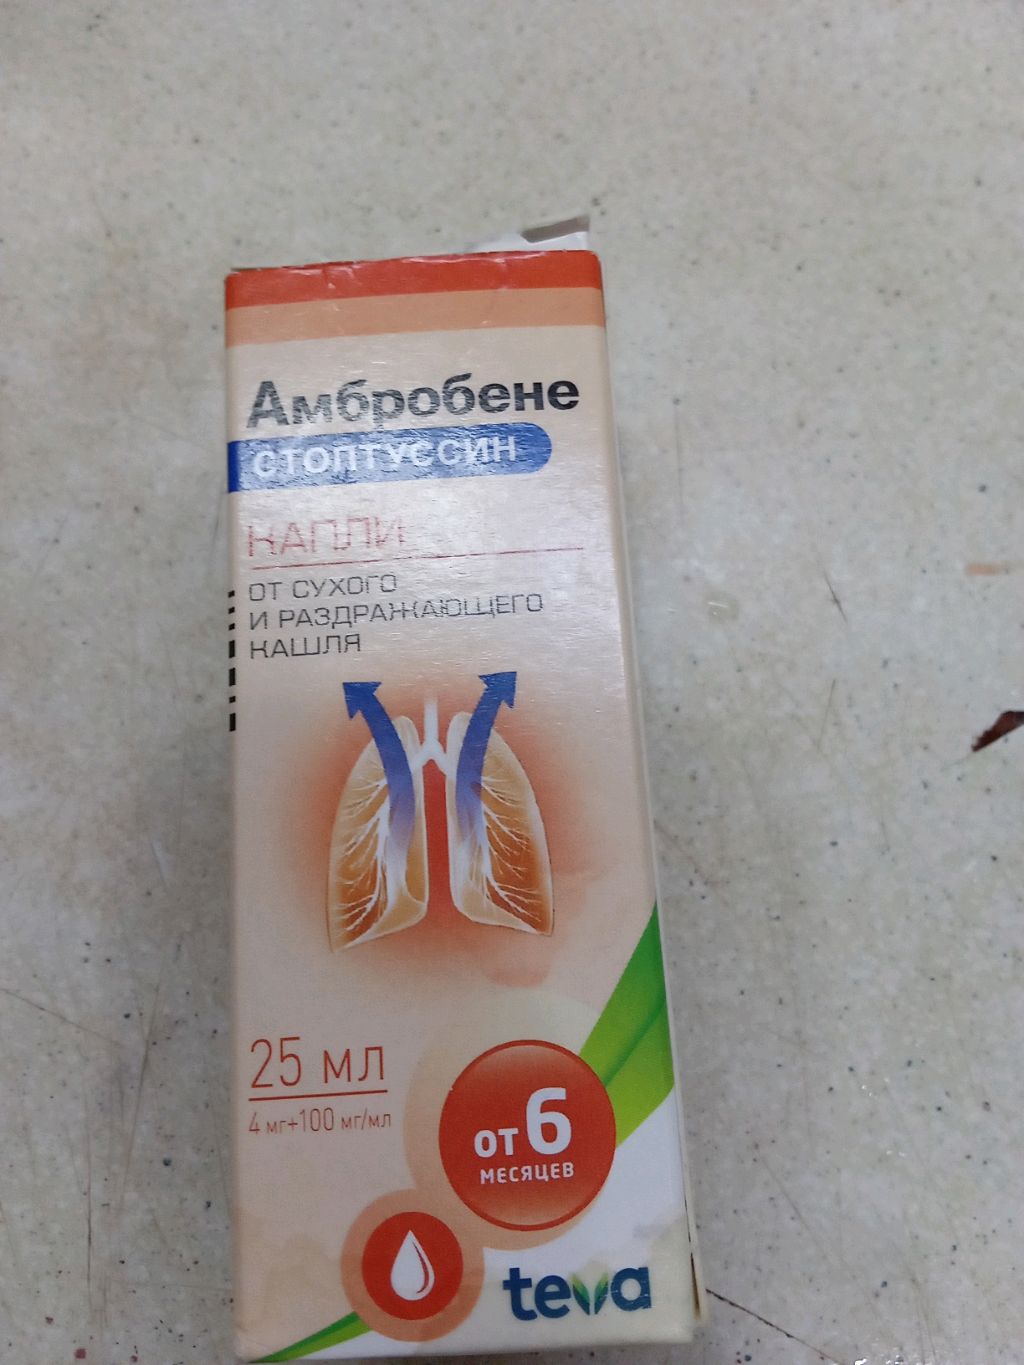 Амбробене
СТОПТУССИН
КАПЛИ
ОТ СУХОГО
И РАЗДРАЖАЮЩЕГО
КАШЛЯ
25 мл
4 мг+100 мг/мл
от 6
МЕСЯЦЕВ
teva